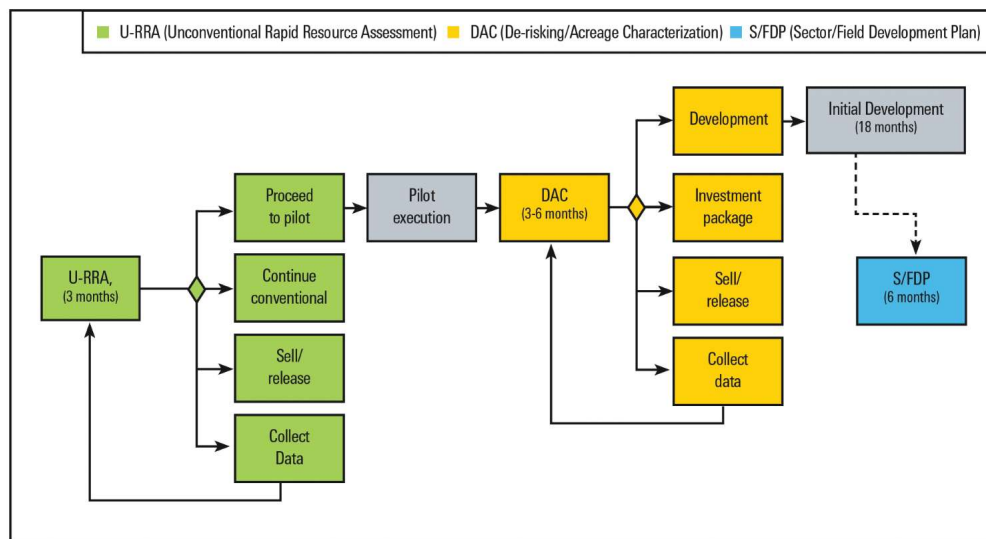 U-RRA (Unconventional Rapid Resource Assessment) DAC (De-risking/Acreage Characterization) S/FDP (Sector/Field Development Plan)
U-RRA,
(3 months)
Proceed
to pilot
Continue
conventional
Sell/
release
Collect
Data
Pilot
execution
DAC
(3-6 months)
Development
Investment
package
Sell/
release
Collect
data
Initial Development
(18 months)
S/FDP
(6 months)